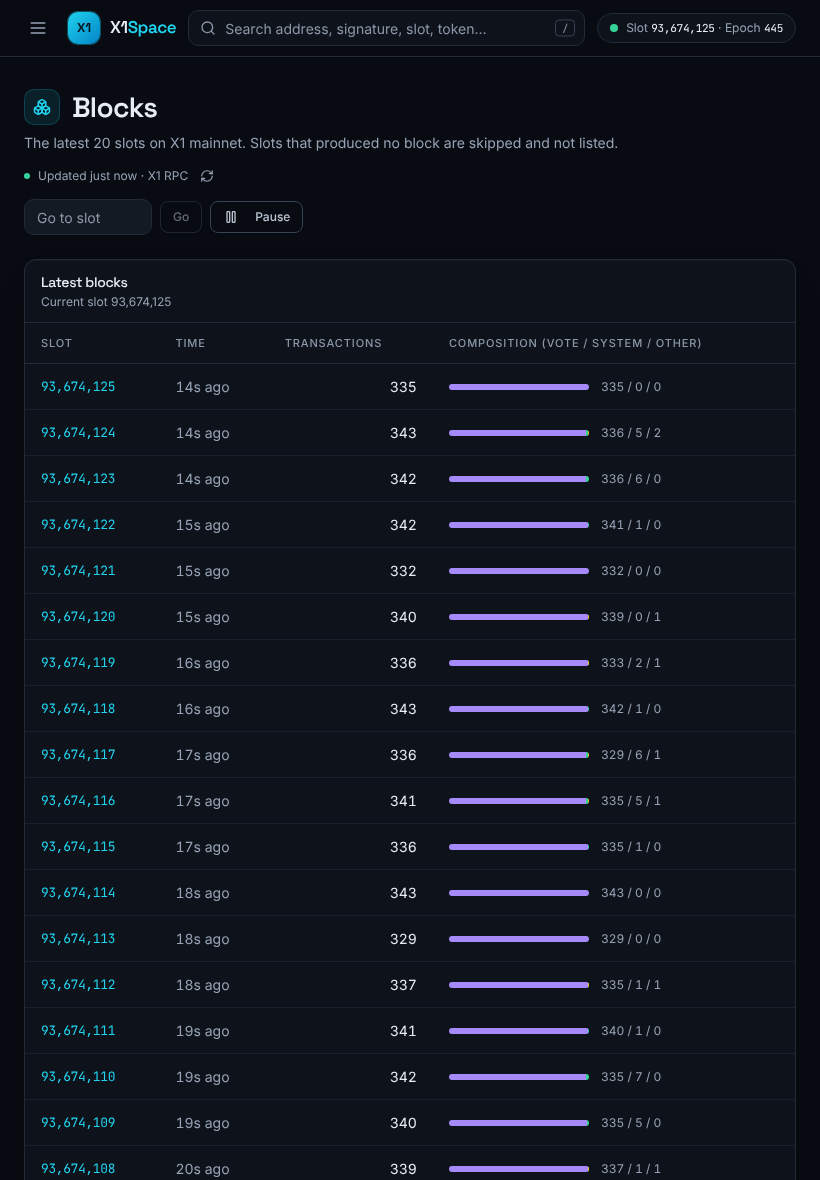 X1 X1Space Search address, signature, slot, token... / Slot 93,674,125 · Epoch 445
Blocks
The latest 20 slots on X1 mainnet. Slots that produced no block are skipped and not listed.
Updated just now · X1 RPC
Go to slot Go Pause
Latest blocks
Current slot 93,674,125
SLOT TIME TRANSACTIONS COMPOSITION (VOTE / SYSTEM / OTHER)
93,674,125 14s ago 335 335 / 0 / 0
93,674,124 14s ago 343 336 / 5 / 2
93,674,123 14s ago 342 336 / 6 / 0
93,674,122 15s ago 342 341 / 1 / 0
93,674,121 15s ago 332 332 / 0 / 0
93,674,120 15s ago 340 339 / 0 / 1
93,674,119 16s ago 336 333 / 2 / 1
93,674,118 16s ago 343 342 / 1 / 0
93,674,117 17s ago 336 329 / 6 / 1
93,674,116 17s ago 341 335 / 5 / 1
93,674,115 17s ago 336 335 / 1 / 0
93,674,114 18s ago 343 343 / 0 / 0
93,674,113 18s ago 329 329 / 0 / 0
93,674,112 18s ago 337 335 / 1 / 1
93,674,111 19s ago 341 340 / 1 / 0
93,674,110 19s ago 342 335 / 7 / 0
93,674,109 19s ago 340 335 / 5 / 0
93,674,108 20s ago 339 337 / 1 / 1